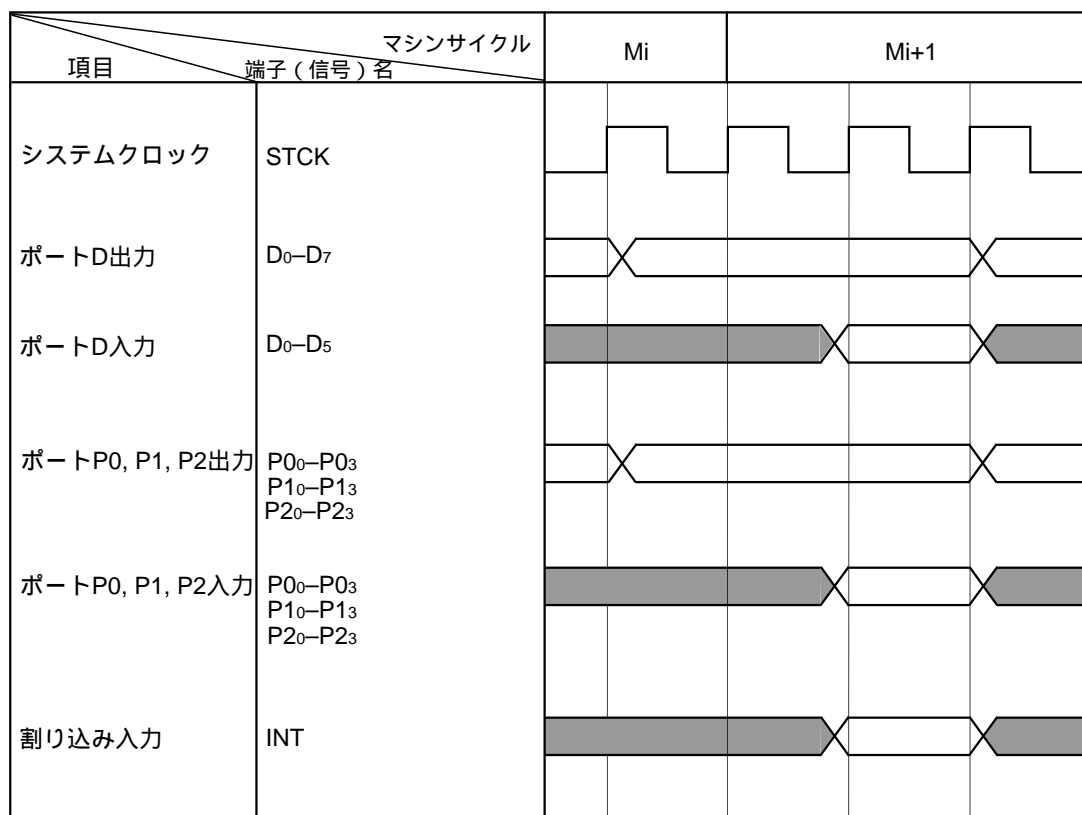 マシンサイクル
項目
端子(信号)名
Mi
Mi+1
システムクロック
STCK
ポートD出力
D0–D7
ポートD入力
D0–D5
ポートP0, P1, P2出力
P00–P03
P10–P13
P20–P23
ポートP0, P1, P2入力
P00–P03
P10–P13
P20–P23
割り込み入力
INT